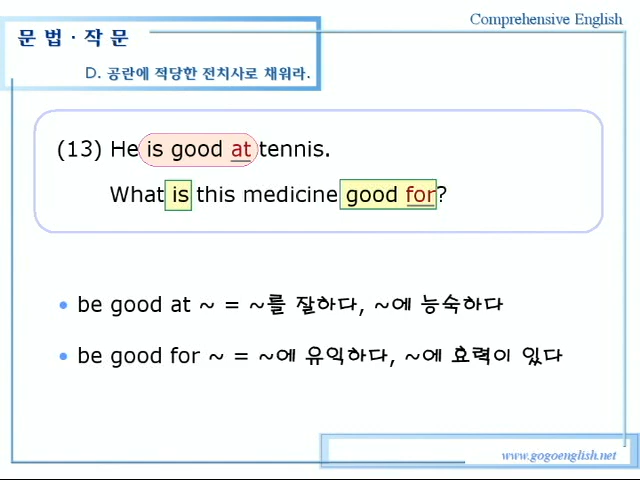 Comprehensive English
문 법 · 작 문
D. 공란에 적당한 전치사로 채워라.
(13) He is good at tennis.
What is this medicine good for?
• be good at ~ = ~를 잘하다, ~에 능숙하다
• be good for ~ = ~에 유익하다, ~에 효력이 있다
www.gogoenglish.net